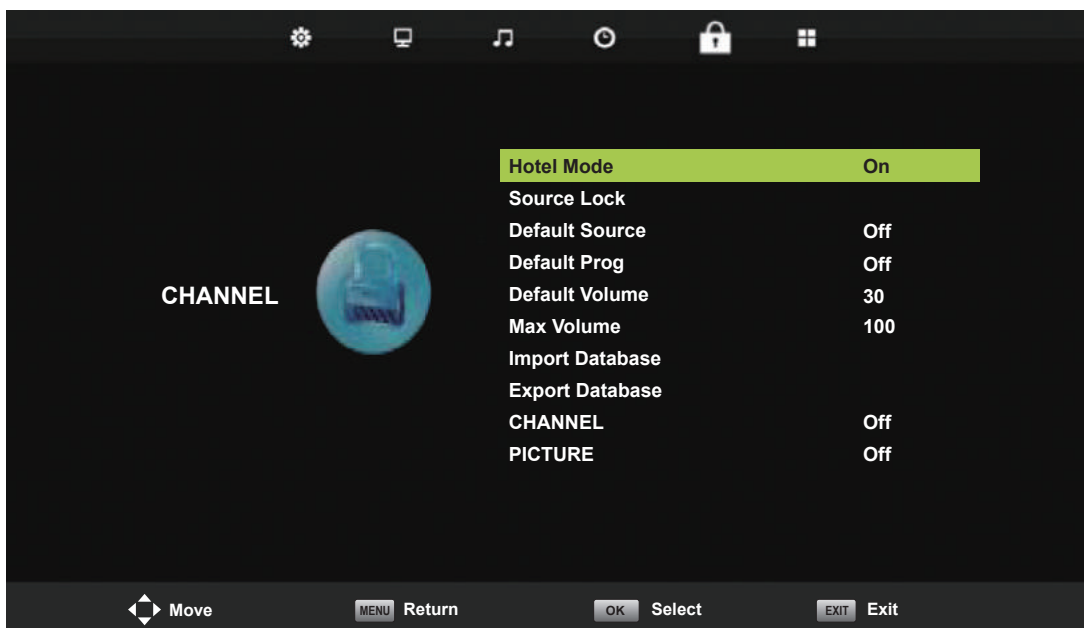 Hotel Mode On
Source Lock
Default Source Off
Default Prog Off
CHANNEL
Default Volume 30
Max Volume 100
Import Database
Export Database
CHANNEL Off
PICTURE Off
Move MENU Return OK Select EXIT Exit